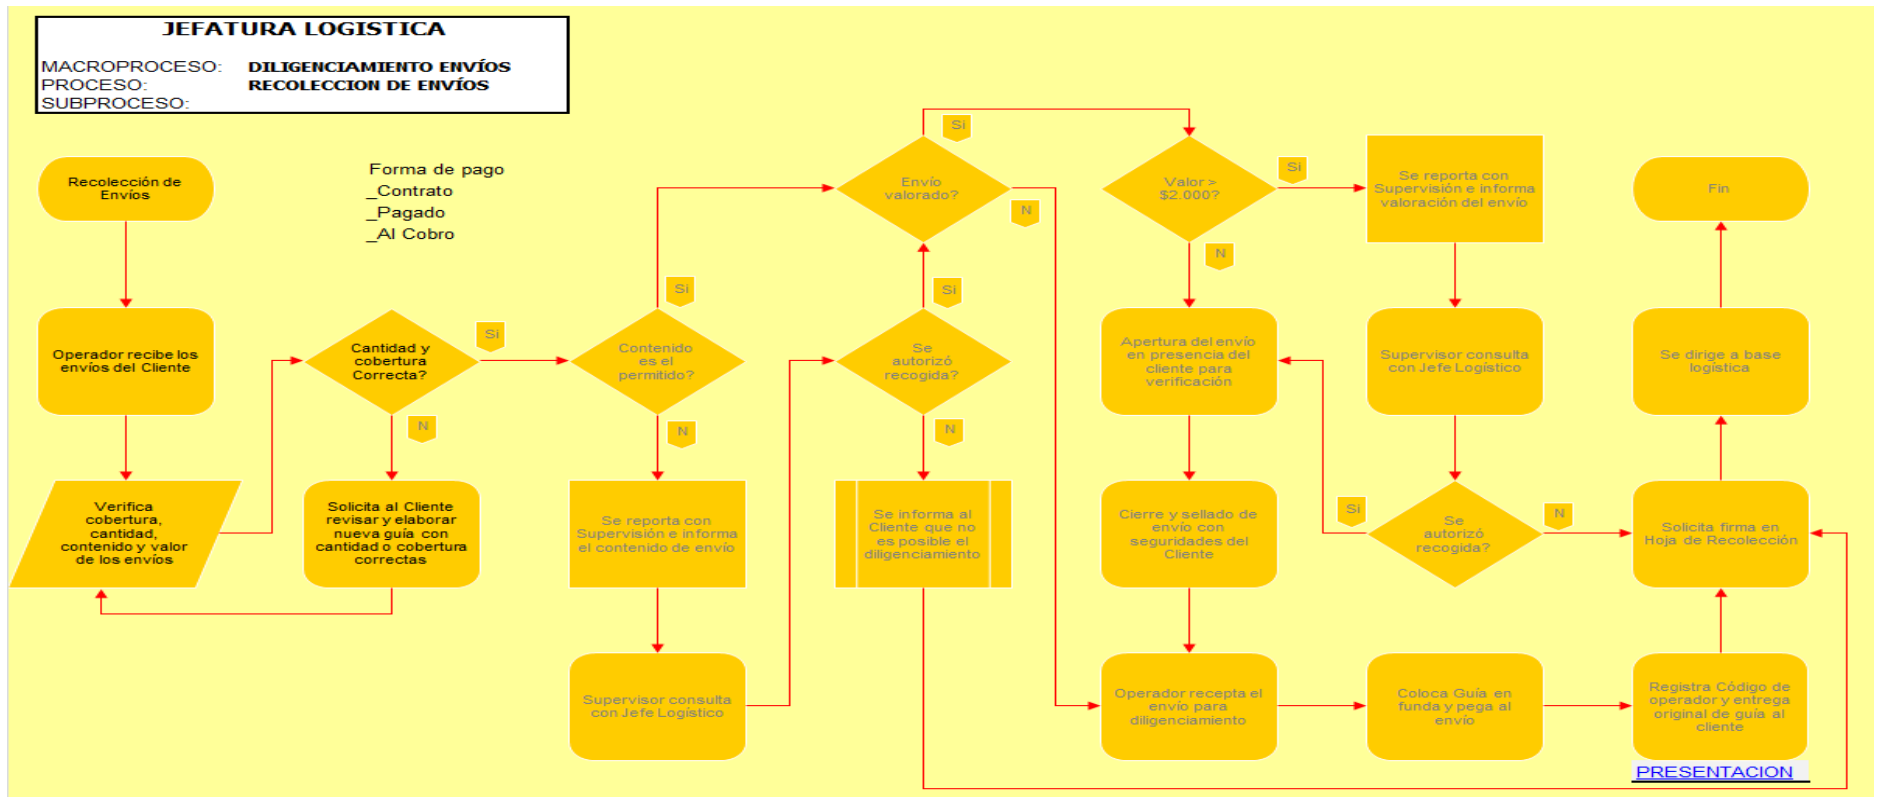 JEFATURA LOGISTICA
MACROPROCESO: DILIGENCIAMIENTO ENVÍOS
PROCESO: RECOLECCION DE ENVÍOS
SUBPROCESO:
Forma de pago
_Contrato
_Pagado
_Al Cobro
Recolección de
Envíos
Operador recibe los
envíos del Cliente
Verifica
cobertura,
cantidad,
contenido y valor
de los envíos
Cantidad y
cobertura
Correcta?
Si
N
Solicita al Cliente
revisar y elaborar
nueva guía con
cantidad o cobertura
correctas
Contenido
es el
permitido?
Si
N
Se reporta con
Supervisión e informa
el contenido de envío
Supervisor consulta
con Jefe Logístico
Se
autorizó
recogida?
Si
N
Se informa al
Cliente que no
es posible el
diligenciamiento
Envío
valorado?
Si
N
Valor >
$2.000?
Si
N
Apertura del envío
en presencia del
cliente para
verificación
Cierre y sellado de
envío con
seguridades del
Cliente
Operador recepta el
envío para
diligenciamiento
Se reporta con
Supervisión e informa
valoración del envío
Supervisor consulta
con Jefe Logístico
Se
autorizó
recogida?
Si
N
Coloca Guía en
funda y pega al
envío
Registra Código de
operador y entrega
original de guía al
cliente
Solicita firma en
Hoja de Recolección
Se dirige a base
logística
Fin
PRESENTACION